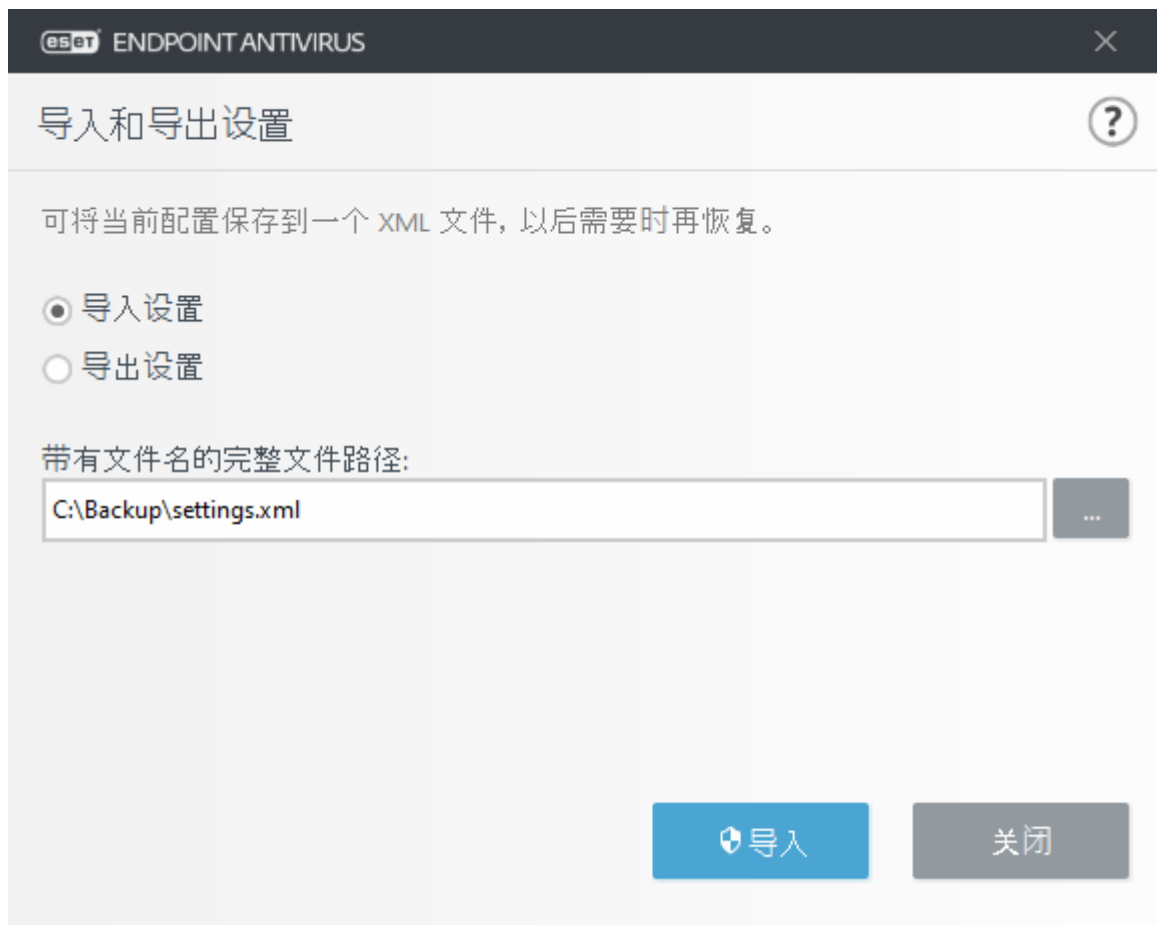 eset ENDPOINT ANTIVIRUS
导入和导出设置
?
可将当前配置保存到一个 XML 文件, 以后需要时再恢复。
导入设置
导出设置
带有文件名的完整文件路径:
C:\Backup\settings.xml
...
导入
关闭